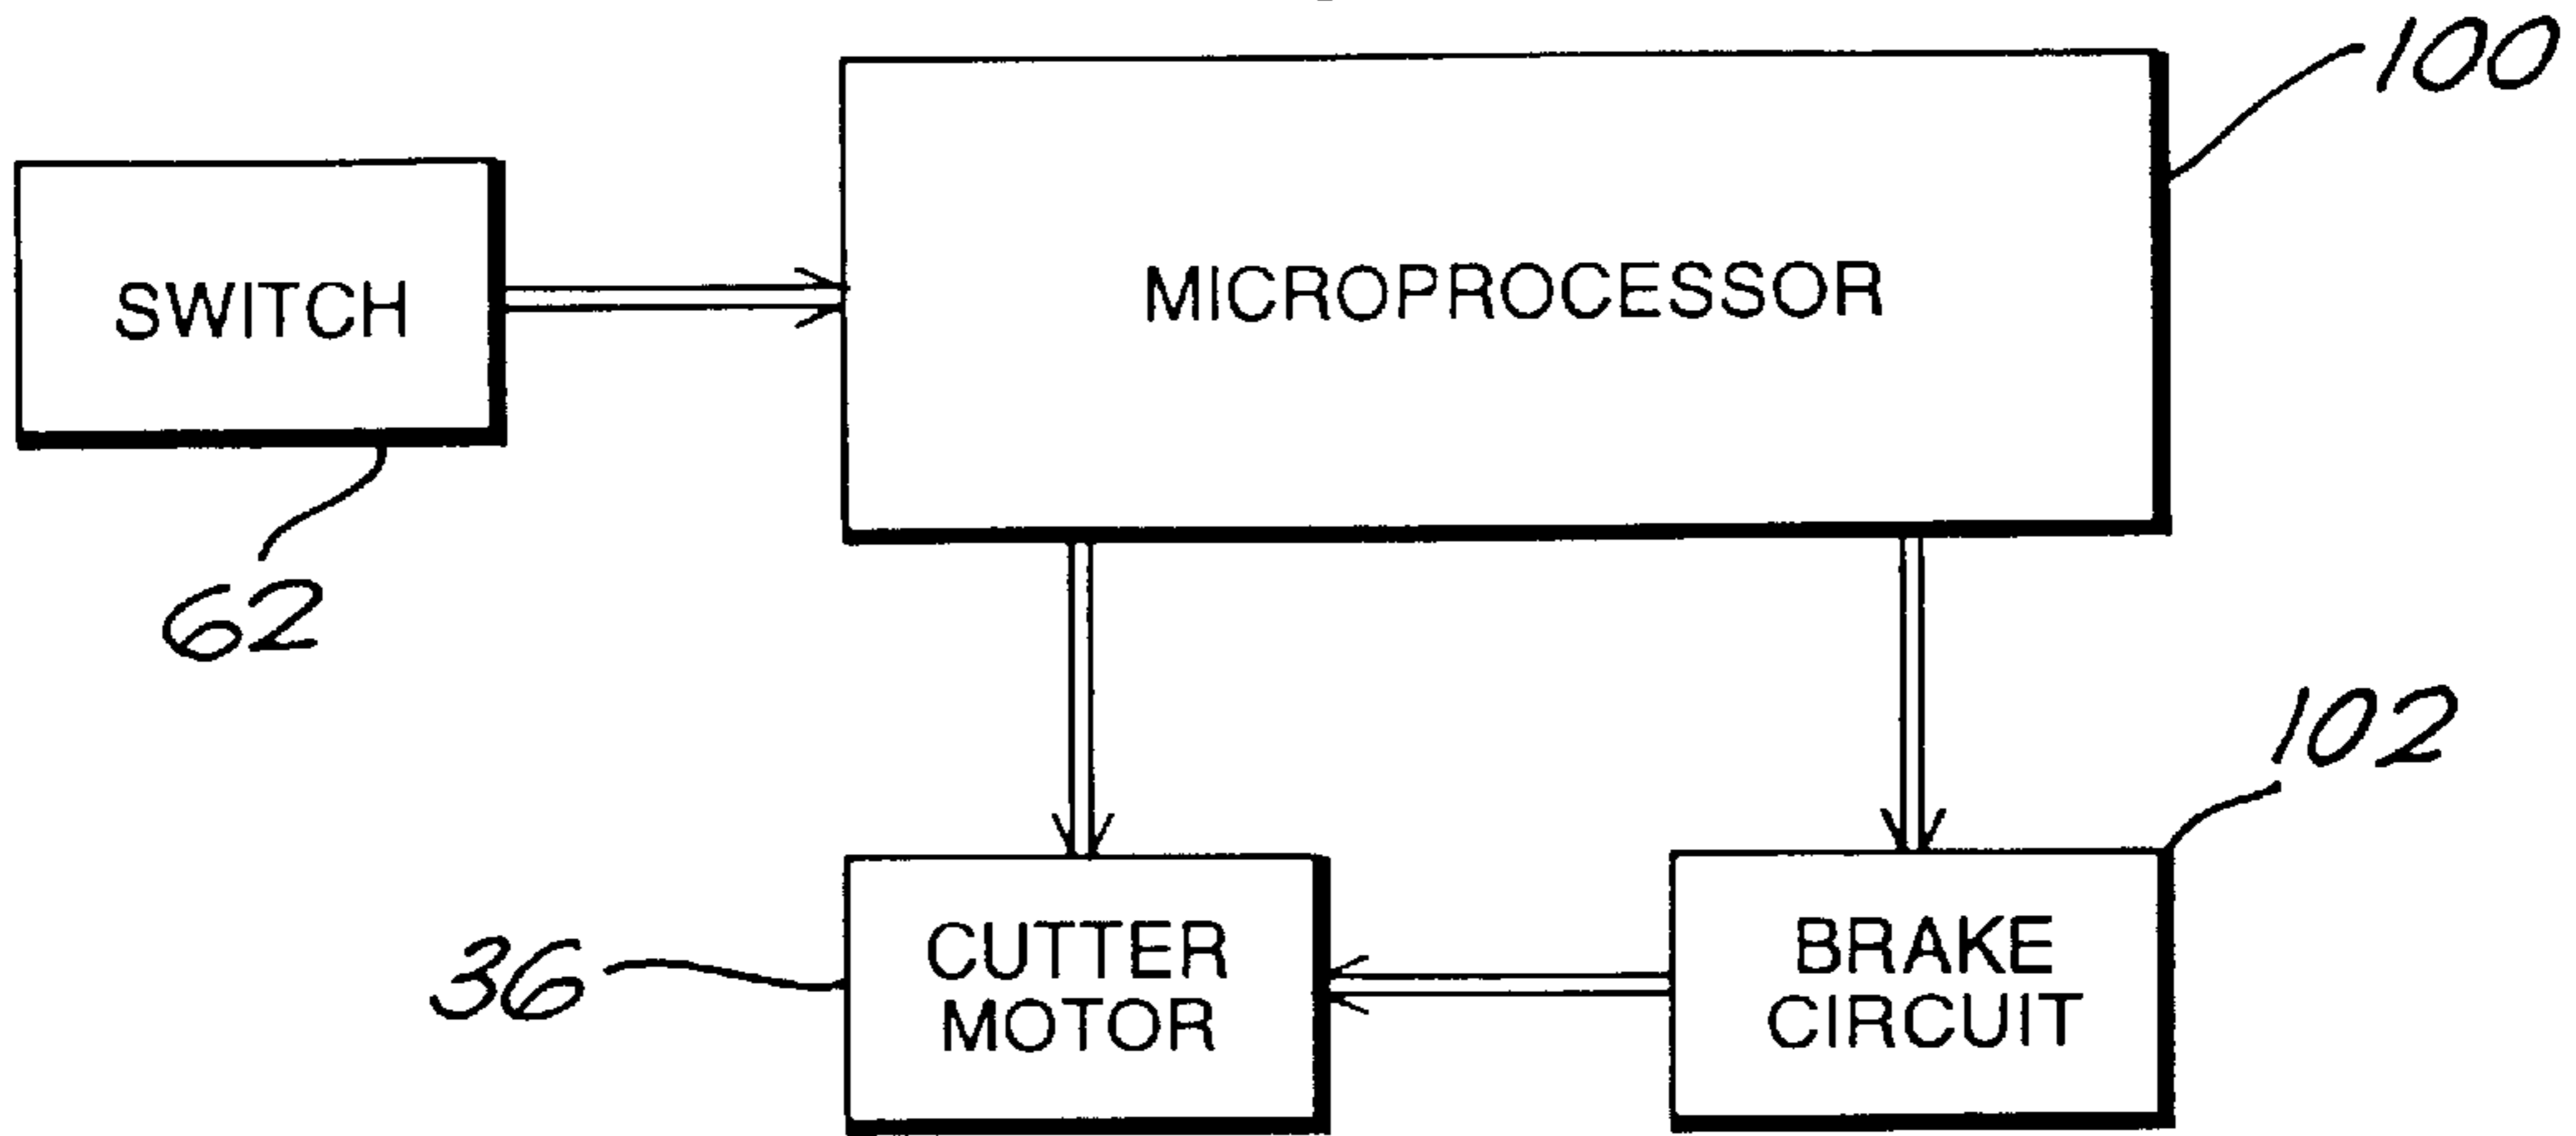 100
MICROPROCESSOR
SWITCH
62
102
CUTTER
MOTOR
36
BRAKE
CIRCUIT